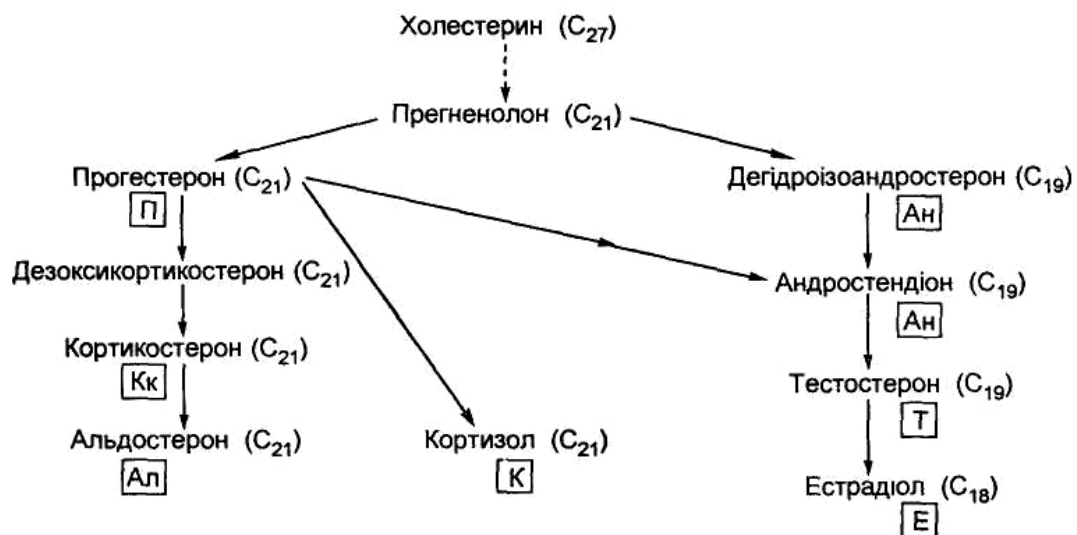 Холестерин (C27)
Прегненолон (C21)
Прогестерон (C21)
Дегідроізоандростерон (C19)
П
Ан
Дезоксикортикостерон (C21)
Андростендіон (C19)
Ан
Кортикостерон (C21)
Кк
Тестостерон (C19)
Т
Альдостерон (C21)
Кортизол (C21)
Ал
К
Естрадіол (C18)
Е